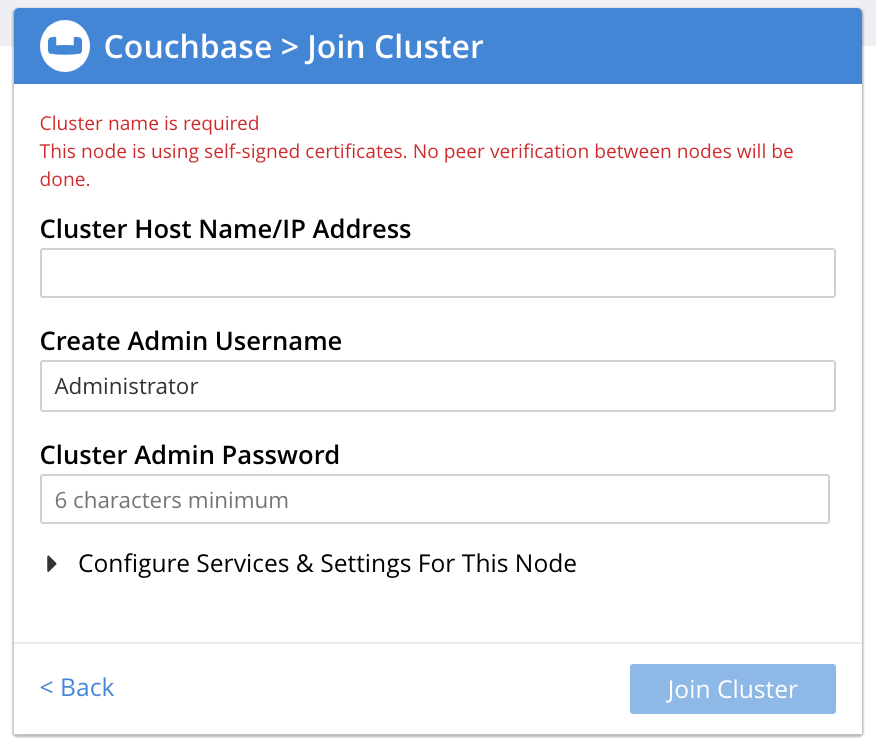 Couchbase > Join Cluster
Cluster name is required
This node is using self-signed certificates. No peer verification between nodes will be
done.
Cluster Host Name/IP Address
Create Admin Username
Administrator
Cluster Admin Password
6 characters minimum
Configure Services & Settings For This Node
< Back
Join Cluster